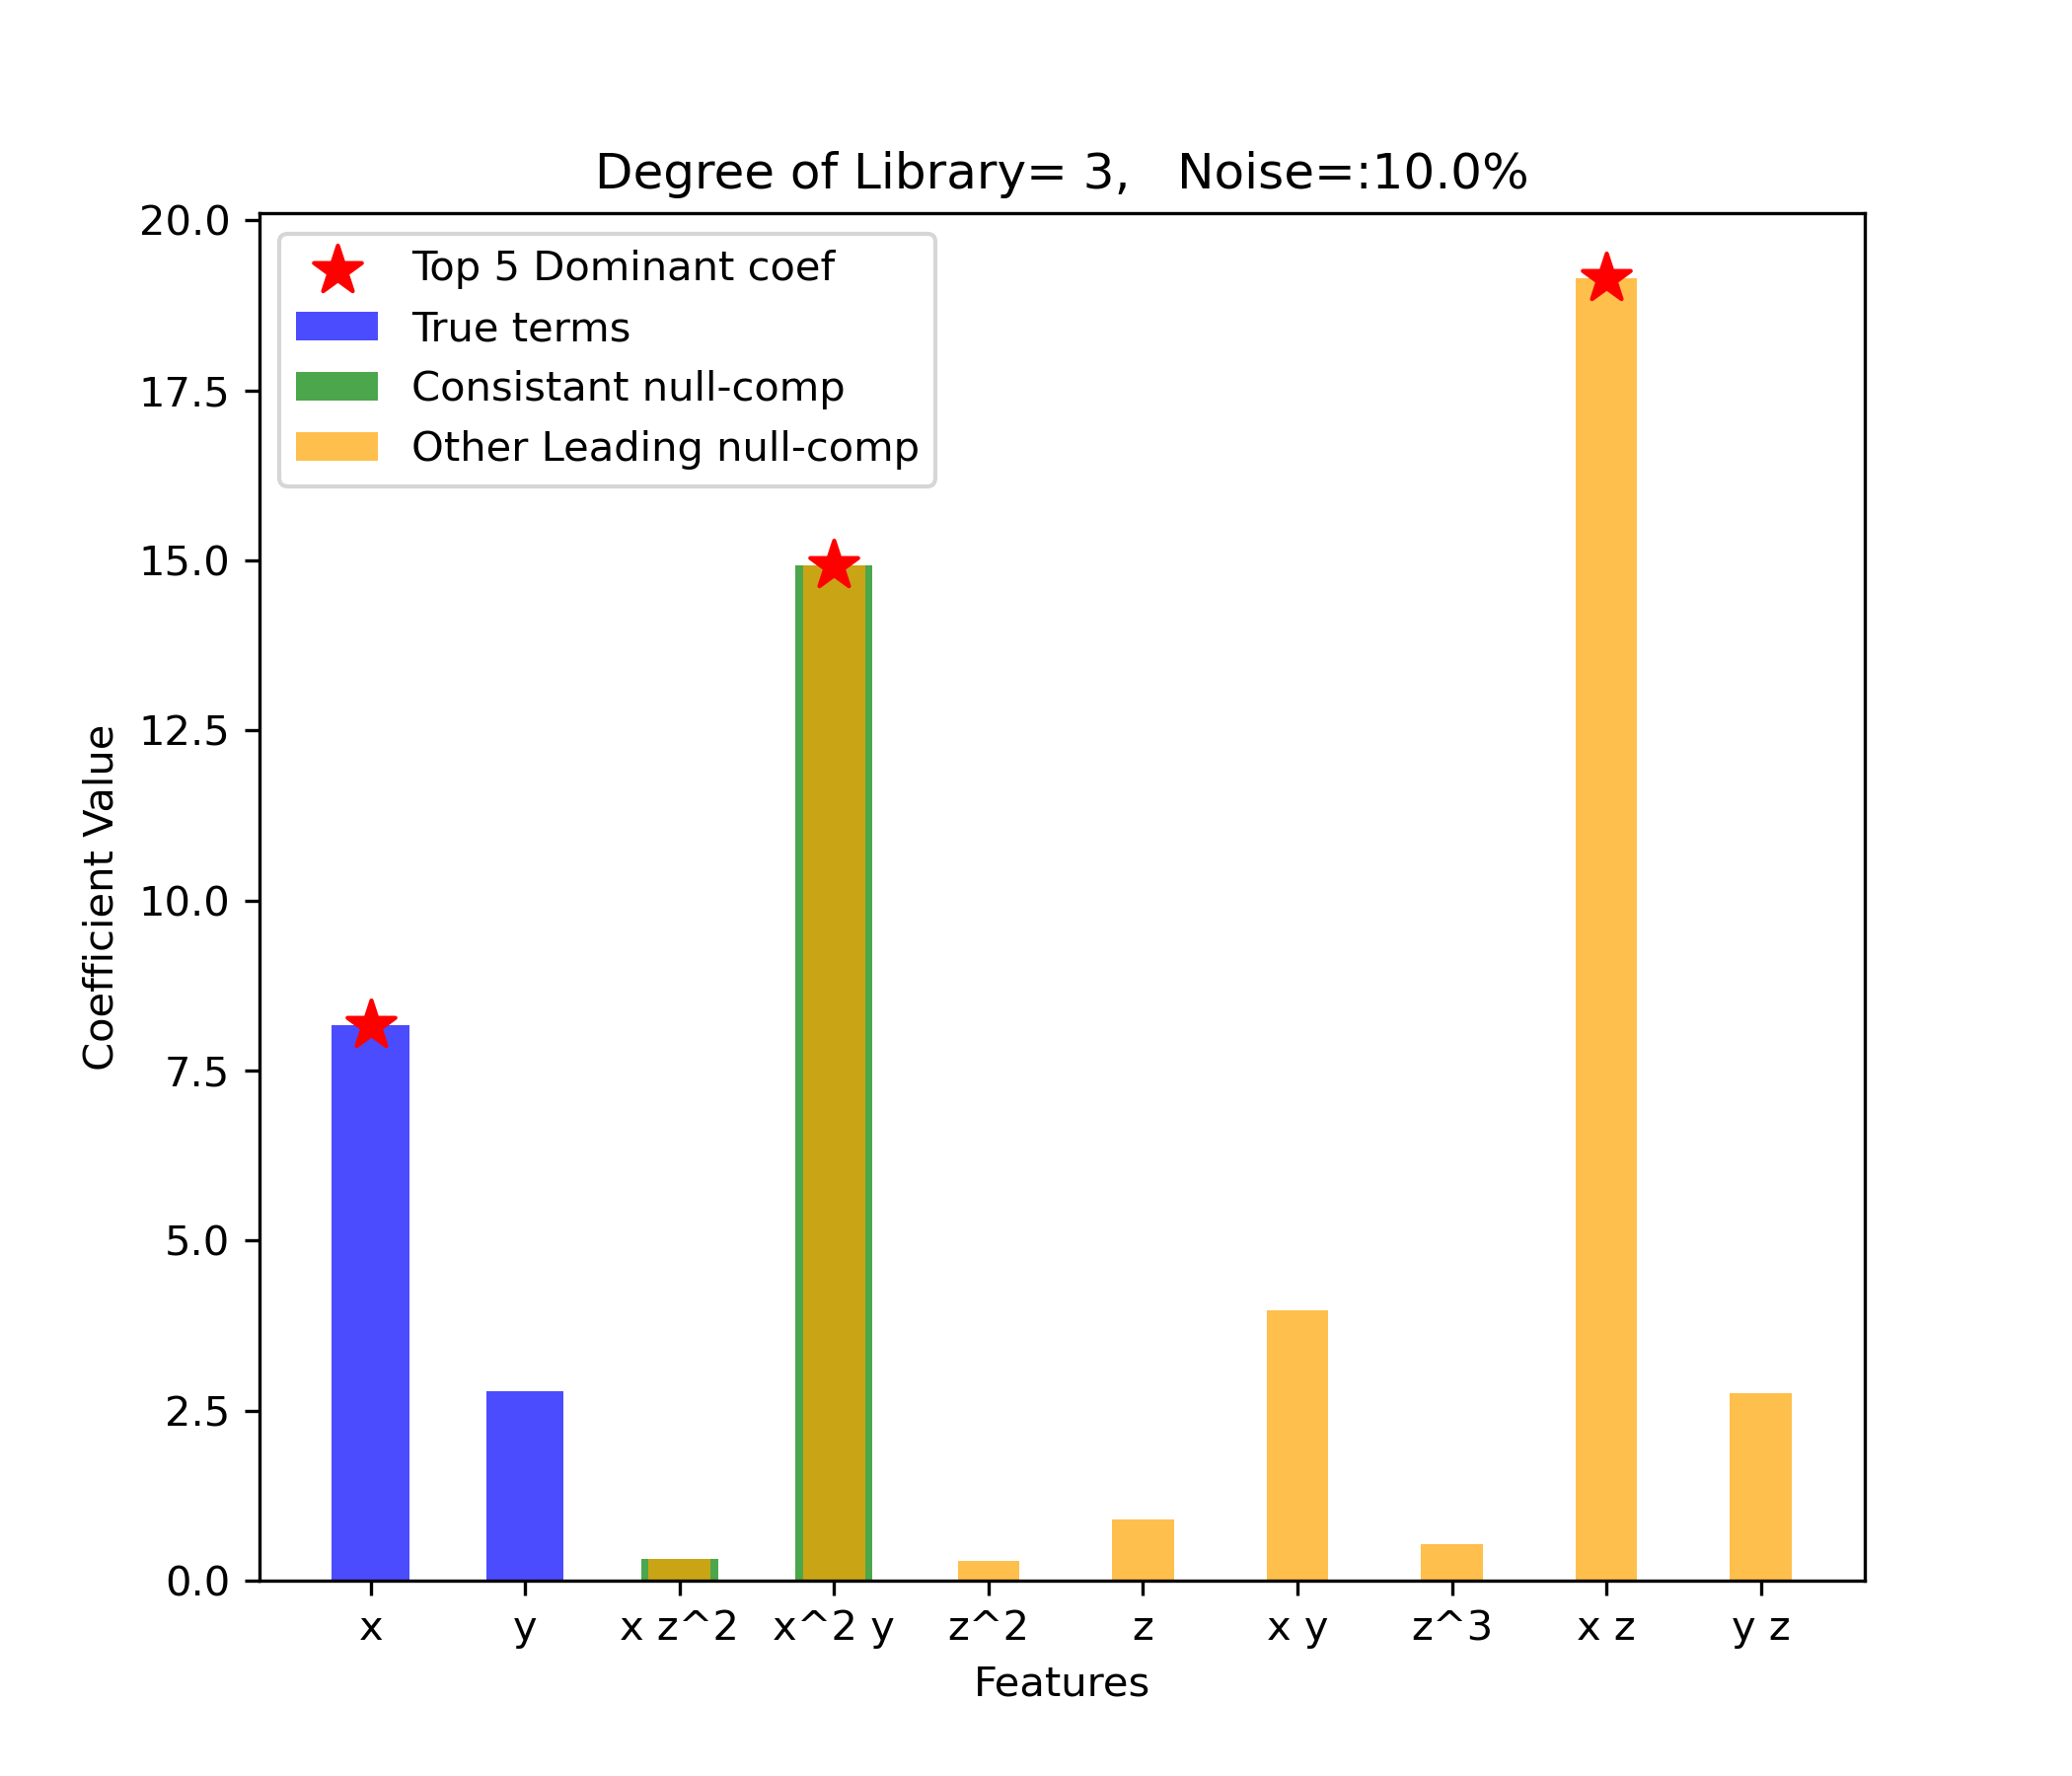 Degree of Library= 3,   Noise=:10.0%
Top 5 Dominant coef
True terms
Consistant null-comp
Other Leading null-comp
Coefficient Value
20.0
17.5
15.0
12.5
10.0
7.5
5.0
2.5
0.0
x y x z^2 x^2 y z^2 z x y z^3 x z y z
Features